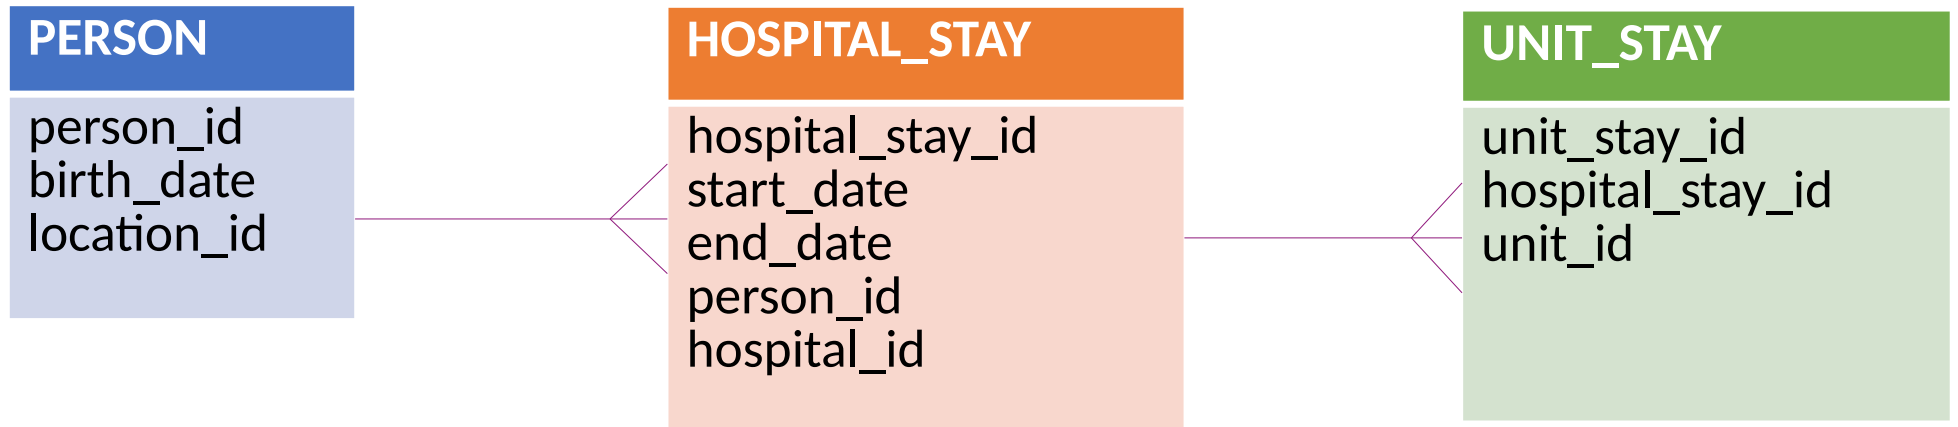 PERSON
person_id
birth_date
location_id
HOSPITAL_STAY
hospital_stay_id
start_date
end_date
person_id
hospital_id
UNIT_STAY
unit_stay_id
hospital_stay_id
unit_id